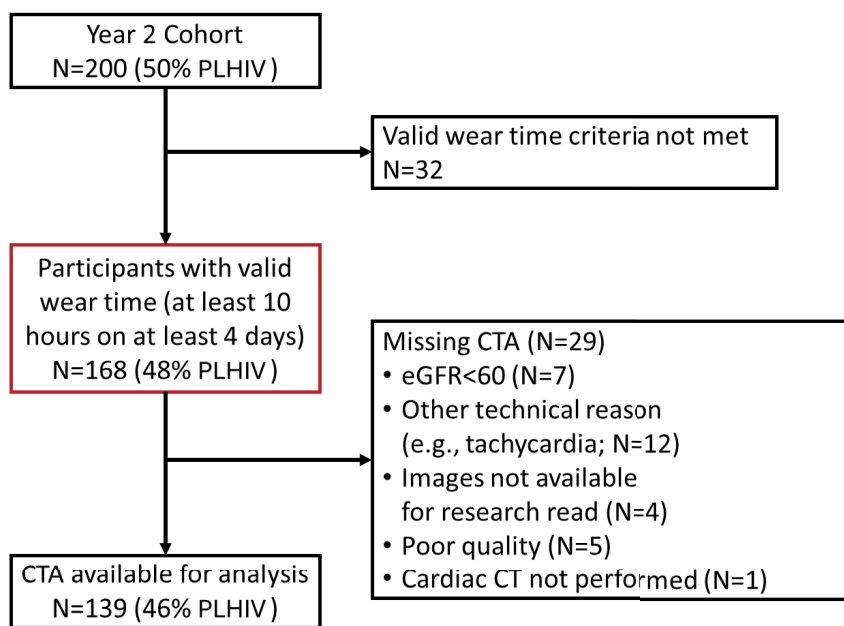 Year 2 Cohort
N=200 (50% PLHIV)
Valid wear time criteria not met
N=32
Participants with valid
wear time (at least 10
hours on at least 4 days)
N=168 (48% PLHIV)
Missing CTA (N=29)
• eGFR<60 (N=7)
• Other technical reason
(e.g., tachycardia; N=12)
• Images not available
for research read (N=4)
• Poor quality (N=5)
• Cardiac CT not performed (N=1)
CTA available for analysis
N=139 (46% PLHIV)